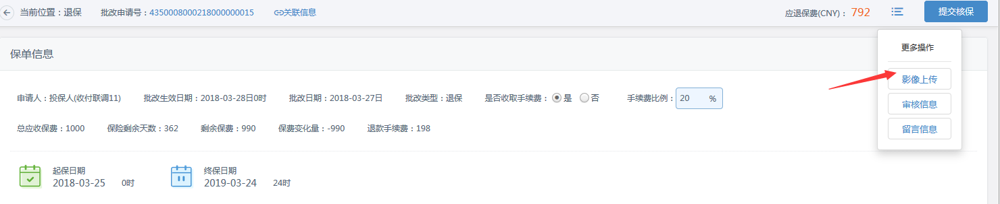 当前位置：退保 批改申请号：4350008000218000000015 关联信息 应退保费(CNY)： 792 提交核保
更多操作
保单信息
影像上传
申请人：投保人(收付联调11) 批改生效日期：2018-03-28日0时 批改日期：2018-03-27日 批改类型：退保 是否收取手续费： 是 否 手续费比例： 20 %
审核信息
总应收保费：1000 保险剩余天数：362 剩余保费：990 保费变化量：-990 退款手续费：198
留言信息
起保日期 终保日期
2018-03-25 0时 2019-03-24 24时